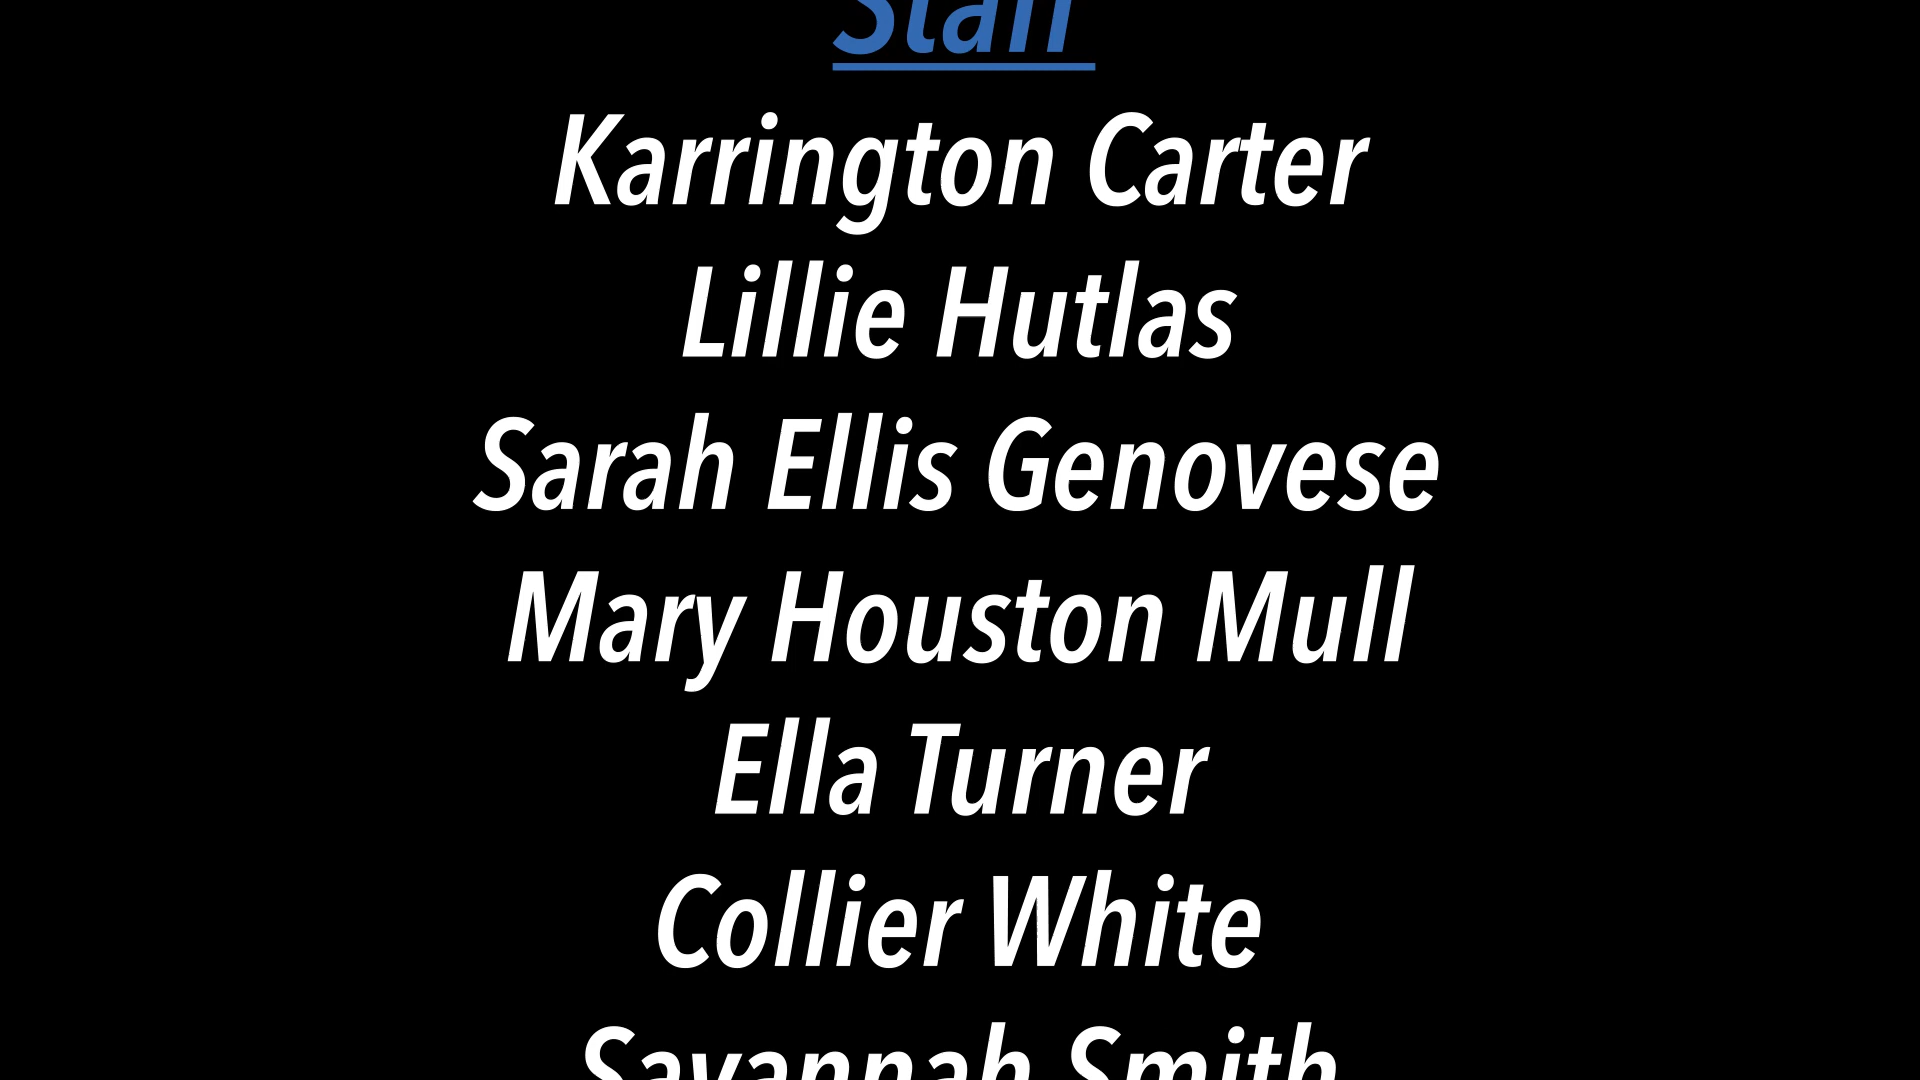 Staff
Karrington Carter
Lillie Hutlas
Sarah Ellis Genovese
Mary Houston Mull
Ella Turner
Collier White
Savannah Smith